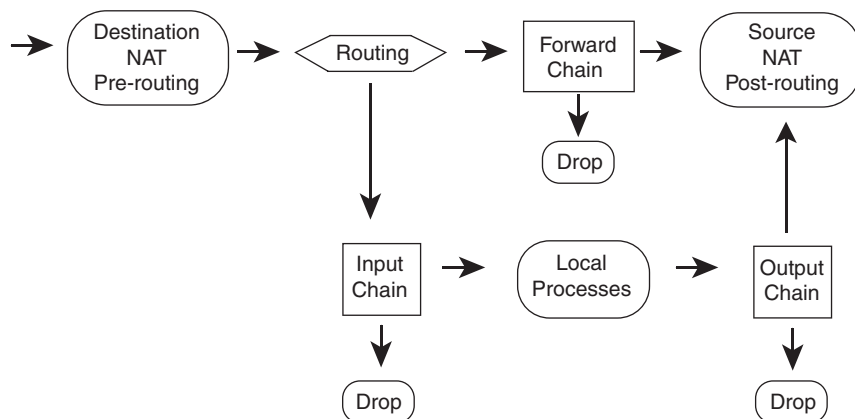 Destination
NAT
Pre-routing
Routing
Forward
Chain
Source
NAT
Post-routing
Drop
Input
Chain
Local
Processes
Output
Chain
Drop
Drop